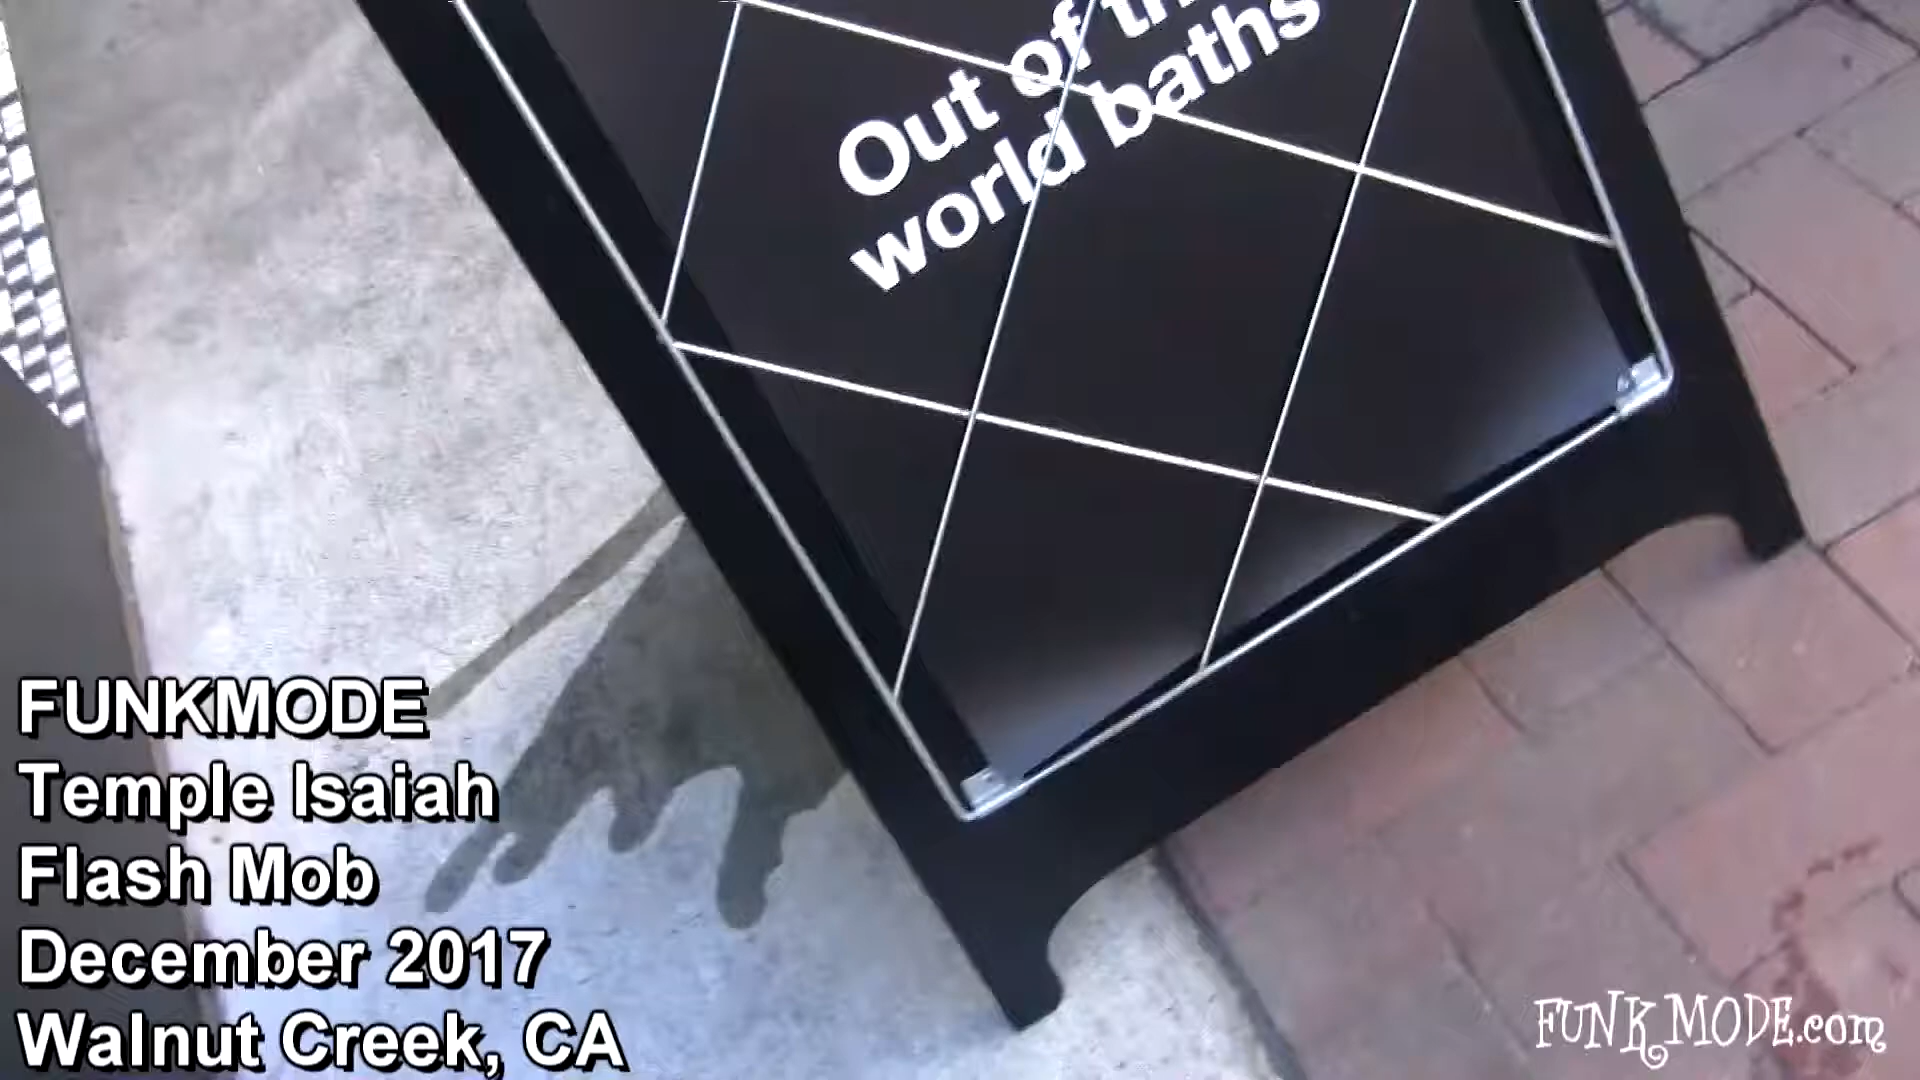 Out of
world baths
FUNKMODE
Temple Isaiah
Flash Mob
December 2017
Walnut Creek, CA
FUNKMODE.com